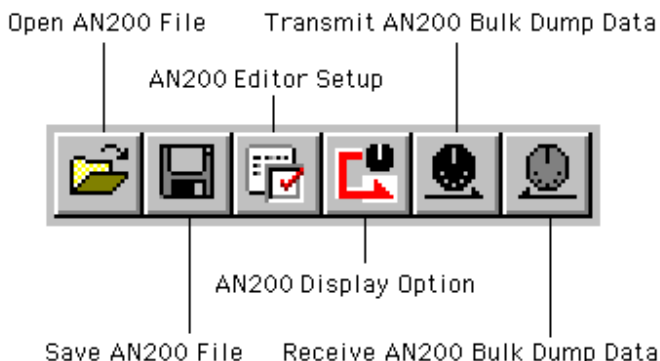 Open AN200 File
Transmit AN200 Bulk Dump Data
AN200 Editor Setup
AN200 Display Option
Save AN200 File
Receive AN200 Bulk Dump Data